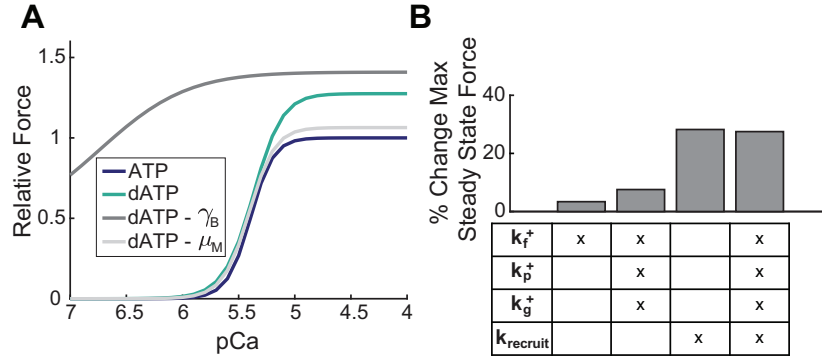 A
Relative Force
1.5
1
0.5
0
ATP
dATP
dATP - γB
dATP - μM
7 6.5 6 5.5 5 4.5 4
pCa
B
% Change Max
Steady State Force
40
20
0
kf+ x x x
kp+ x x
kg+ x x
krecruit x x